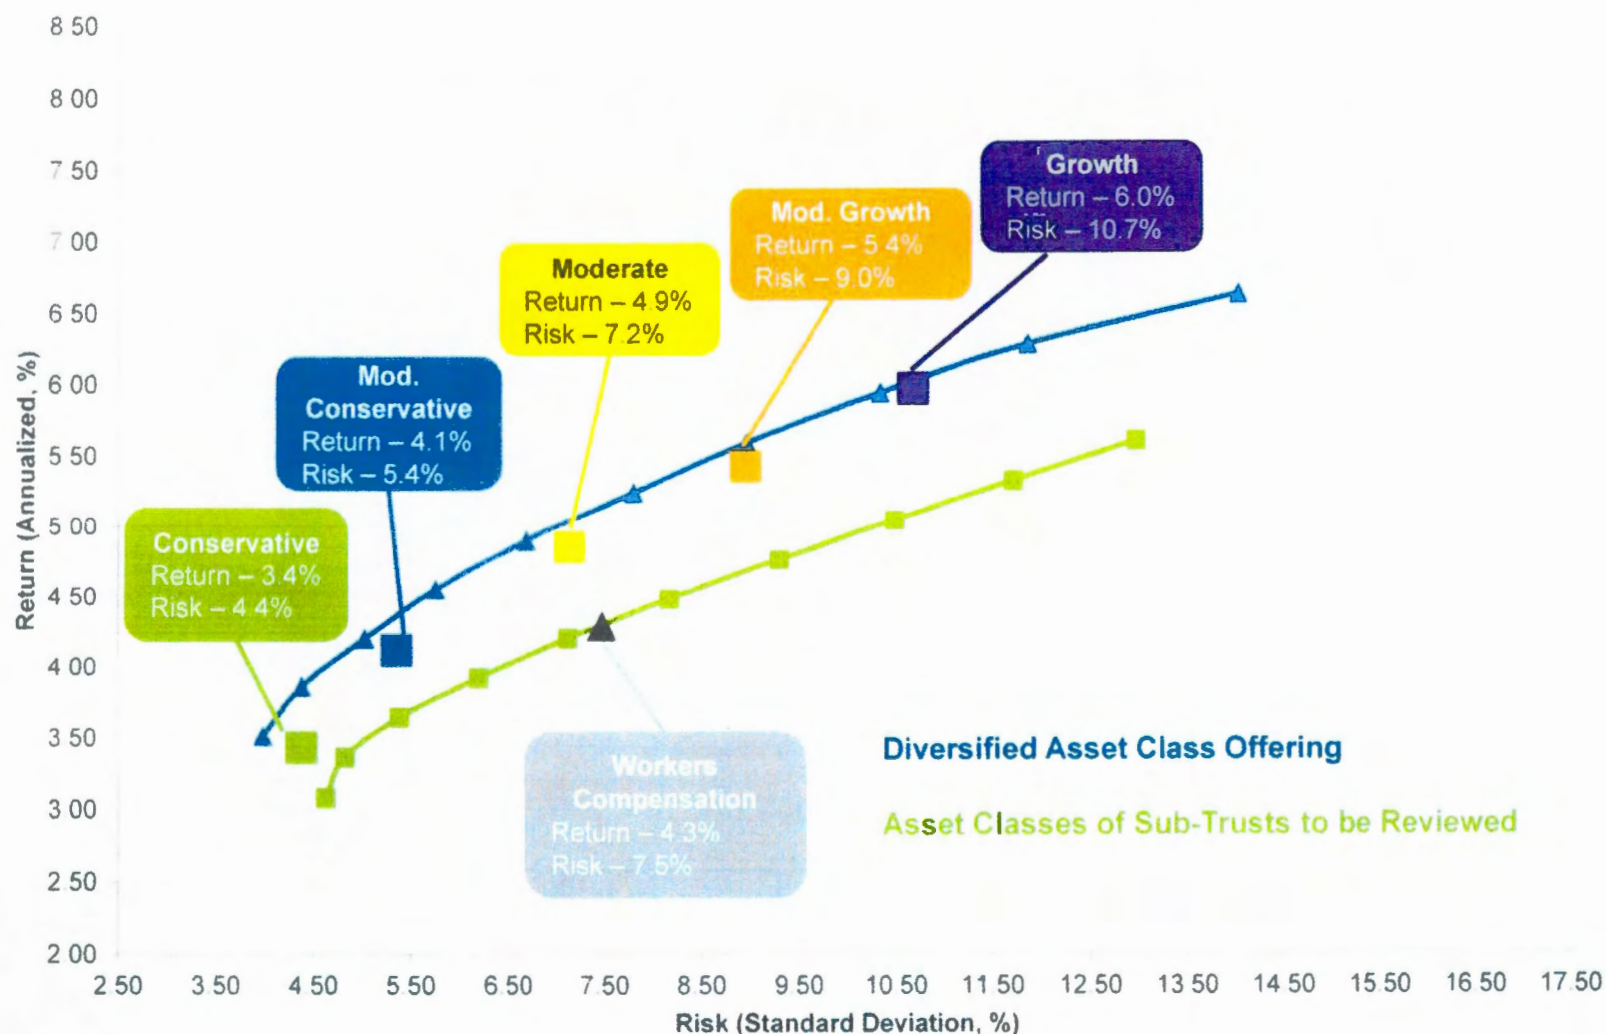 8 50
8 00
7 50
7 00
6 50
6 00
5 50
5 00
4 50
4 00
3 50
3 00
2 50
2 00
Return (Annualized, %)
Growth
Return – 6.0%
Risk – 10.7%
Mod. Growth
Return – 5 4%
Risk – 9.0%
Moderate
Return – 4.9%
Risk – 7.2%
Mod.
Conservative
Return – 4.1%
Risk – 5.4%
Conservative
Return – 3.4%
Risk – 4 4%
Workers
Compensation
Return – 4.3%
Risk – 7.5%
Diversified Asset Class Offering
Asset Classes of Sub-Trusts to be Reviewed
2 50 3 50 4 50 5.50 6.50 7.50 8.50 9.50 10 50 11 50 12 50 13 50 14 50 15 50 16 50 17.50
Risk (Standard Deviation, %)